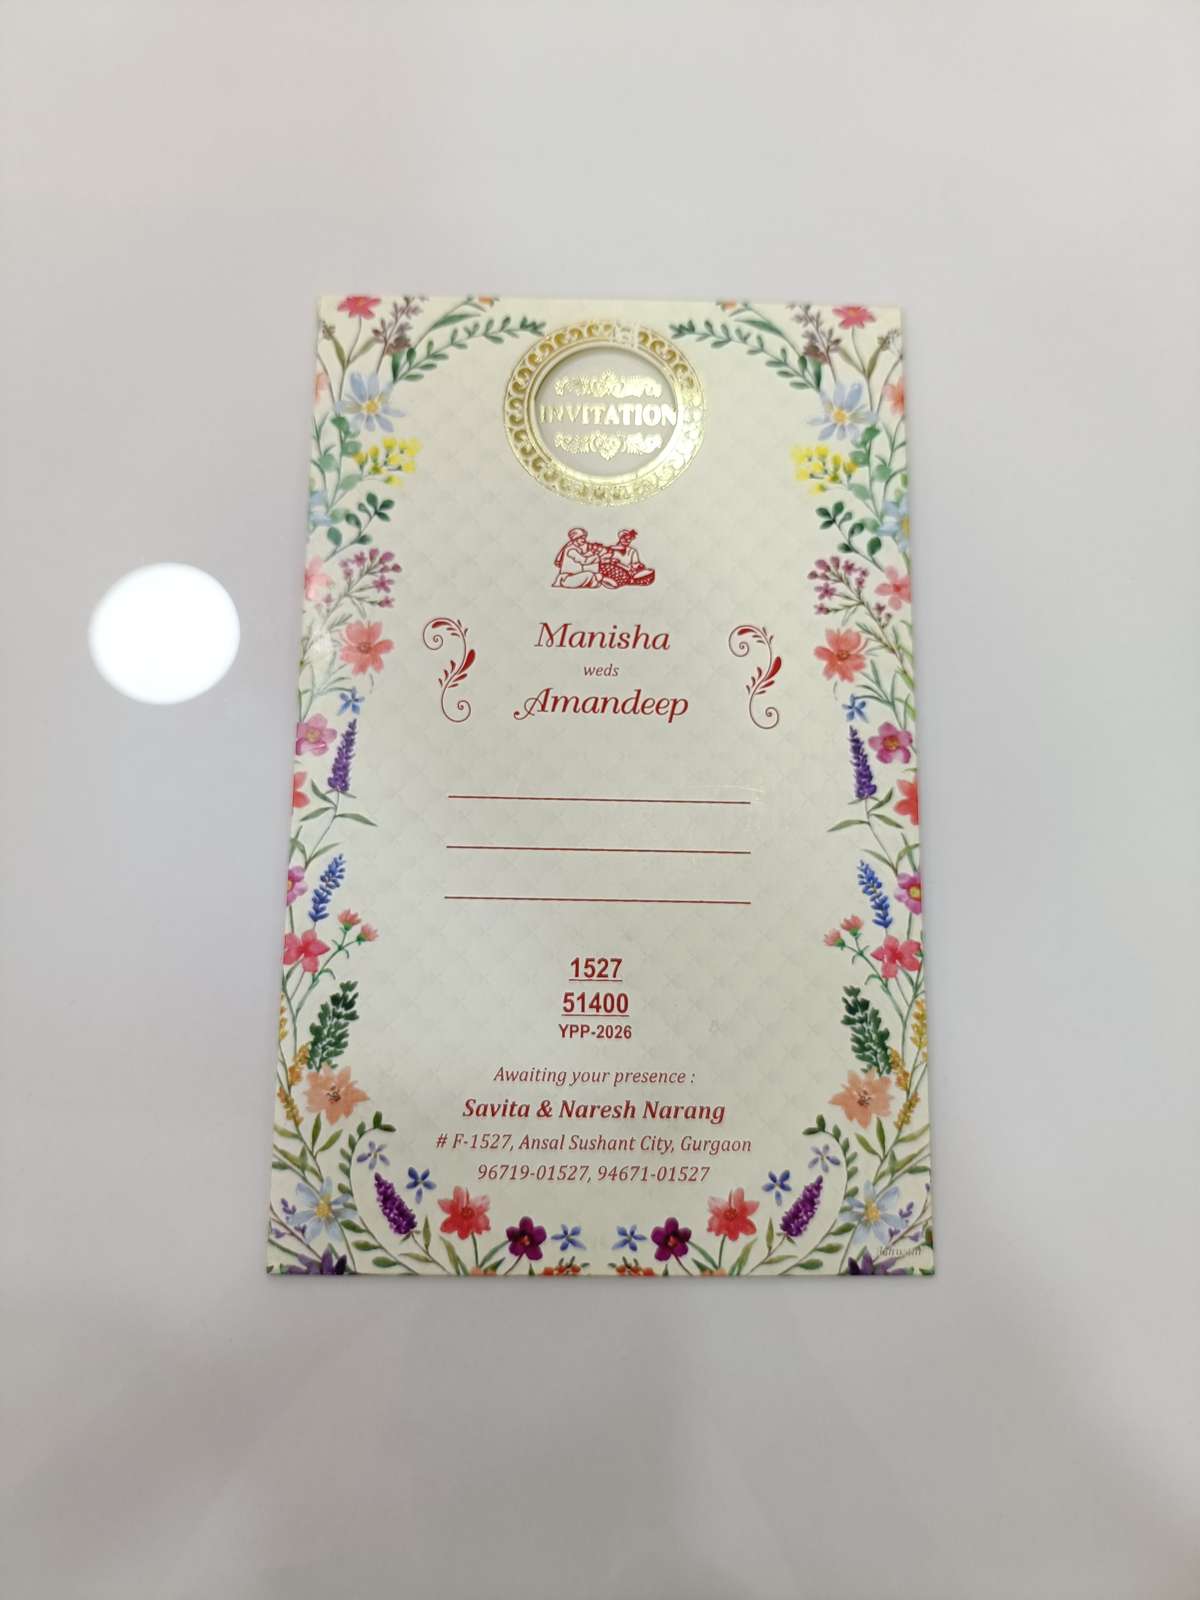 INVITATION
Manisha
weds
Amandeep
1527
51400
YPP-2026
Awaiting your presence :
Savita & Naresh Narang
# F-1527, Ansal Sushant City, Gurgaon
96719-01527, 94671-01527